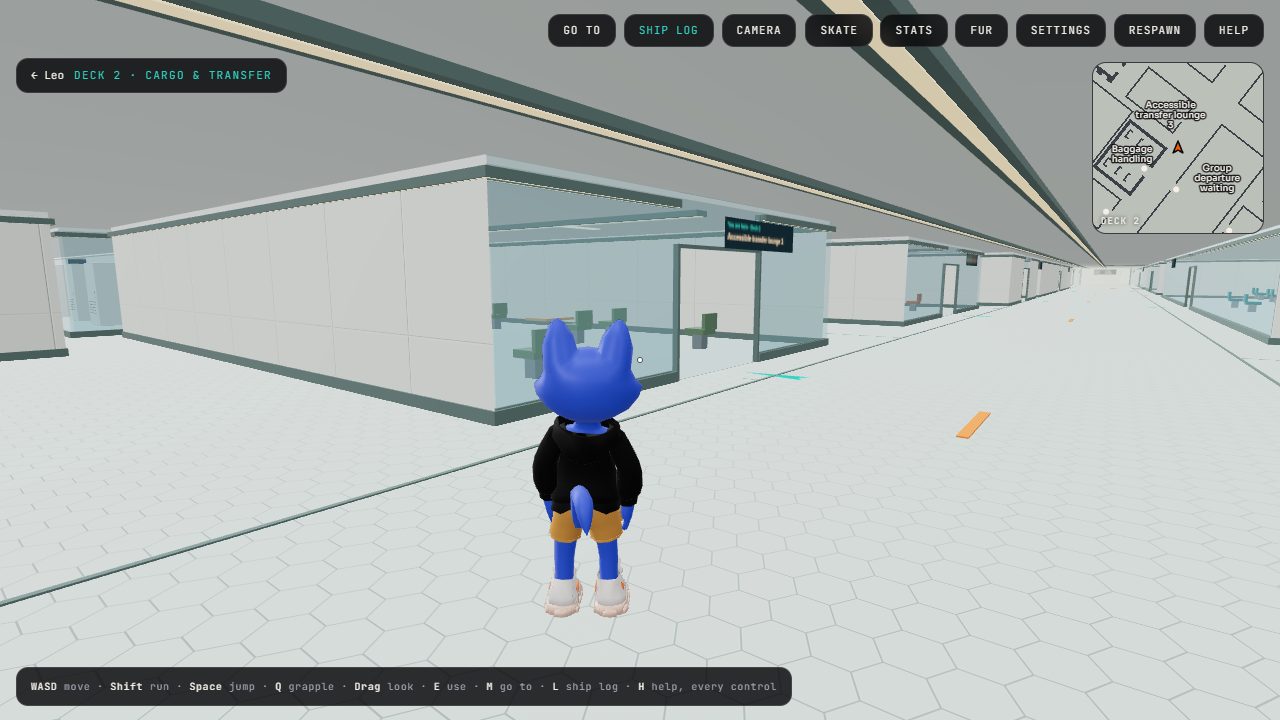 GO TO
SHIP LOG
CAMERA
SKATE
STATS
FUR
SETTINGS
RESPAWN
HELP
← Leo DECK 2 · CARGO & TRANSFER
Accessible
transfer lounge
3
Baggage
handling
Group
departure
waiting
DECK 2
Accessible transfer lounge 3
WASD move · Shift run · Space jump · Q grapple · Drag look · E use · M go to · L ship log · H help, every control